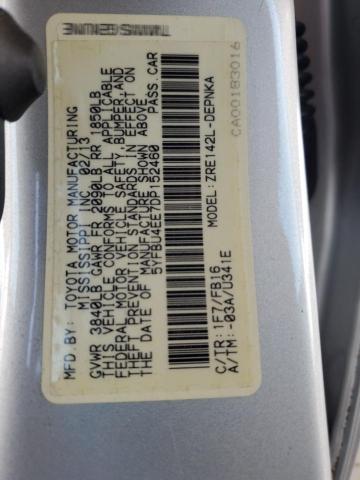 MFD. BY: TOYOTA MOTOR MANUFACTURING
MISSISSIPPI INC 02/13
GVWR 3840LB GAWR FR 2090LB RR 1850LB
THIS VEHICLE CONFORMS TO ALL APPLICABLE
FEDERAL MOTOR VEHICLE SAFETY, BUMPER, AND
THEFT PREVENTION STANDARDS IN EFFECT ON
THE DATE OF MANUFACTURE SHOWN ABOVE.
5YFBU4EE7DP152460 PASS.CAR
MODEL: ZRE142L-DEPNKA
C/TR: 1F7/FB16
A/TM: -03A/U341E
CA00183016
GENUINE